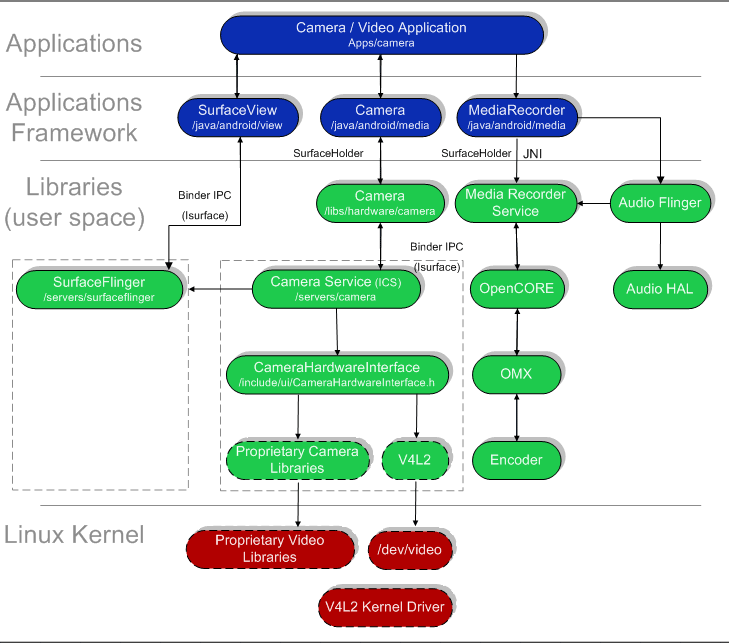 Camera / Video Application
Apps/camera
Applications
Applications
Framework
SurfaceView
/java/android/view
Camera
/java/android/media
MediaRecorder
/java/android/media
SurfaceHolder
SurfaceHolder
JNI
Libraries
(user space)
Binder IPC
(Isurface)
Camera
/libs/hardware/camera
Media Recorder
Service
Audio Flinger
Binder IPC
(Isurface)
SurfaceFlinger
/servers/surfaceflinger
Camera Service (ICS)
/servers/camera
OpenCORE
Audio HAL
CameraHardwareInterface
/include/ui/CameraHardwareInterface.h
OMX
Proprietary Camera
Libraries
V4L2
Encoder
Linux Kernel
Proprietary Video
Libraries
/dev/video
V4L2 Kernel Driver